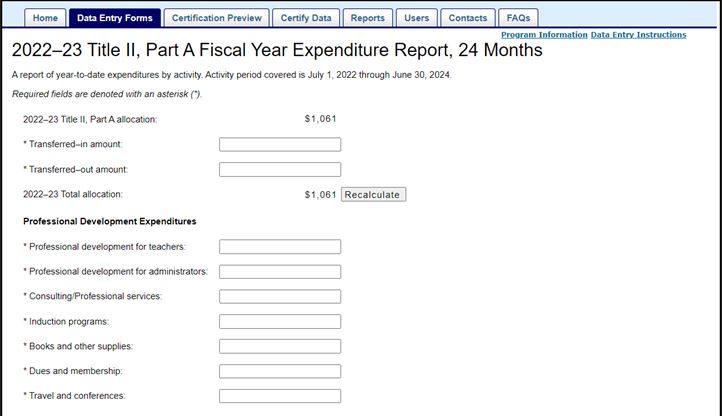 Home Data Entry Forms Certification Preview Certify Data Reports Users Contacts FAQs
Program Information Data Entry Instructions
2022–23 Title II, Part A Fiscal Year Expenditure Report, 24 Months
A report of year-to-date expenditures by activity. Activity period covered is July 1, 2022 through June 30, 2024.
Required fields are denoted with an asterisk (*).
2022–23 Title II, Part A allocation: $1,061
* Transferred–in amount:
* Transferred–out amount:
2022–23 Total allocation: $1,061 Recalculate
Professional Development Expenditures
* Professional development for teachers:
* Professional development for administrators:
* Consulting/Professional services:
* Induction programs:
* Books and other supplies:
* Dues and membership:
* Travel and conferences: